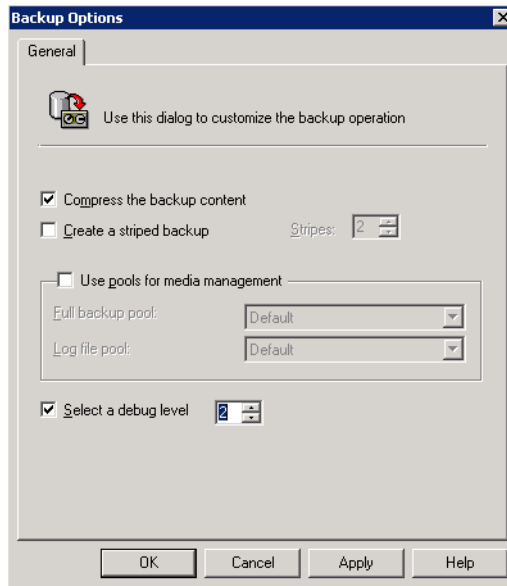 Backup Options
General
Use this dialog to customize the backup operation
Compress the backup content
Create a striped backup Stripes: 2
Use pools for media management
Full backup pool: Default
Log file pool: Default
Select a debug level 2
OK Cancel Apply Help